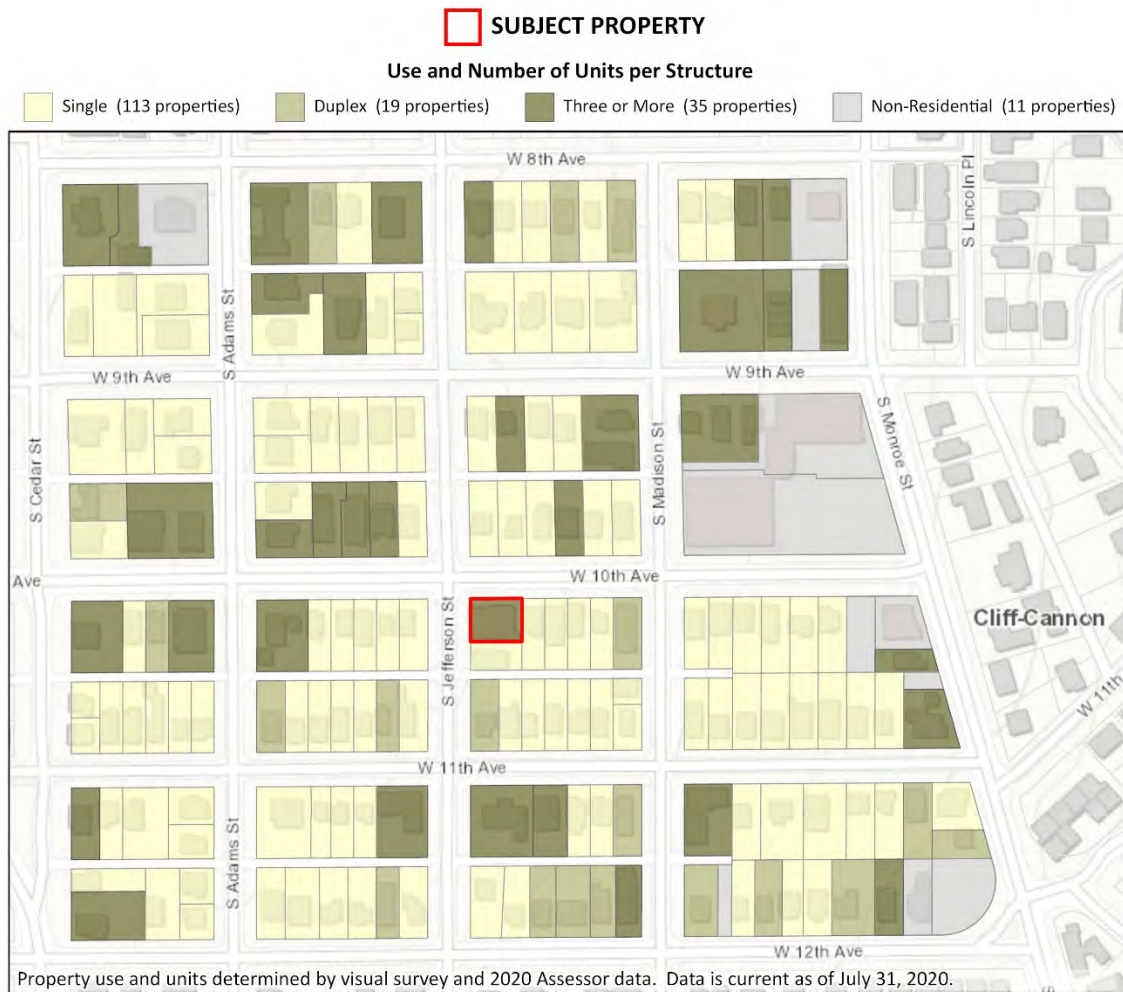 SUBJECT PROPERTY
Use and Number of Units per Structure
Single (113 properties)
Duplex (19 properties)
Three or More (35 properties)
Non-Residential (11 properties)
W 8th Ave
S Lincoln Pl
S Adams St
W 9th Ave
W 9th Ave
S Cedar St
S Madison St
S Monroe St
Ave
W 10th Ave
S Jefferson St
Cliff-Cannon
W 11th
W 11th Ave
S Adams St
W 12th Ave
Property use and units determined by visual survey and 2020 Assessor data. Data is current as of July 31, 2020.